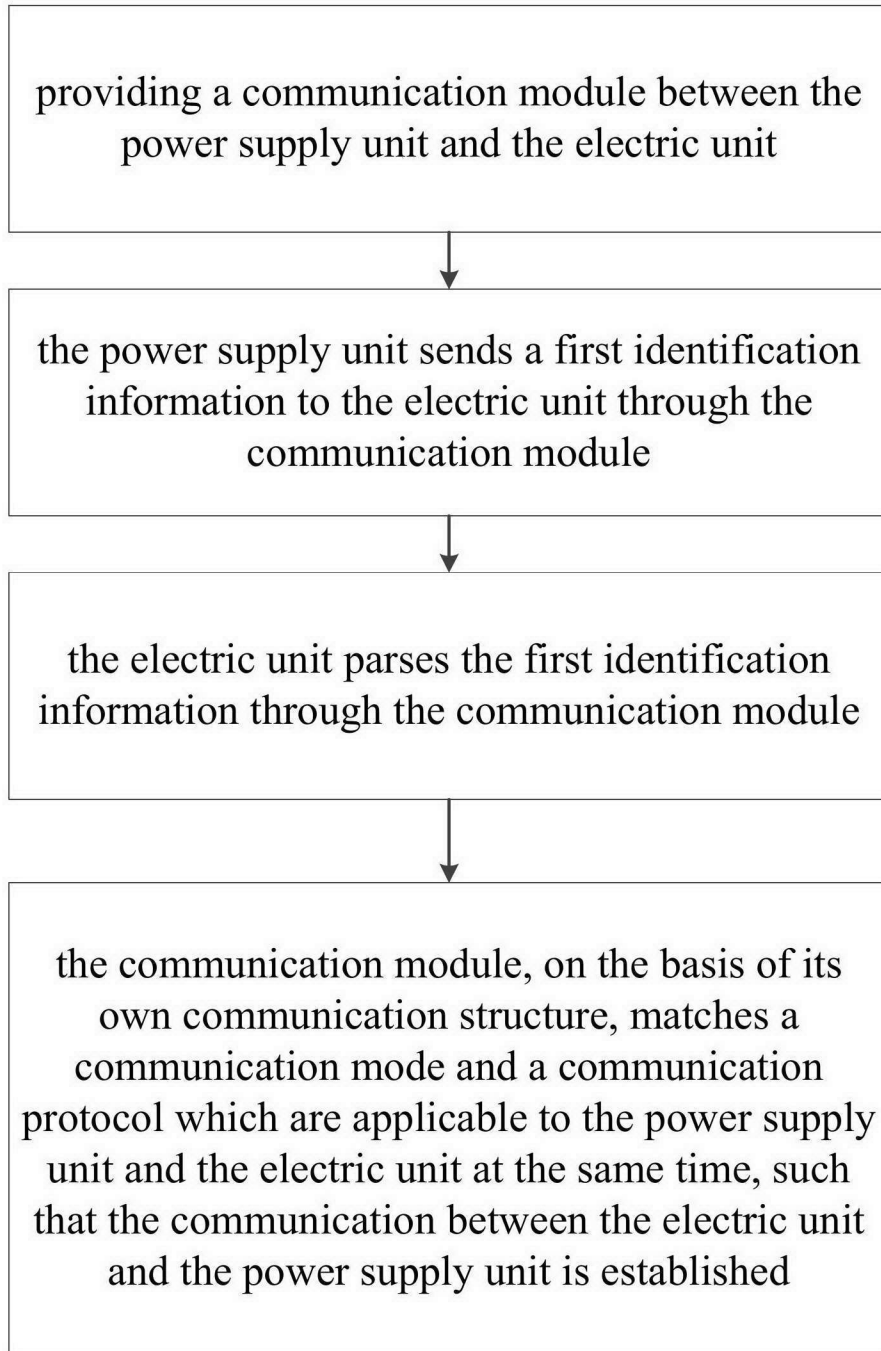 providing a communication module between the
power supply unit and the electric unit
the power supply unit sends a first identification
information to the electric unit through the
communication module
the electric unit parses the first identification
information through the communication module
the communication module, on the basis of its
own communication structure, matches a
communication mode and a communication
protocol which are applicable to the power supply
unit and the electric unit at the same time, such
that the communication between the electric unit
and the power supply unit is established